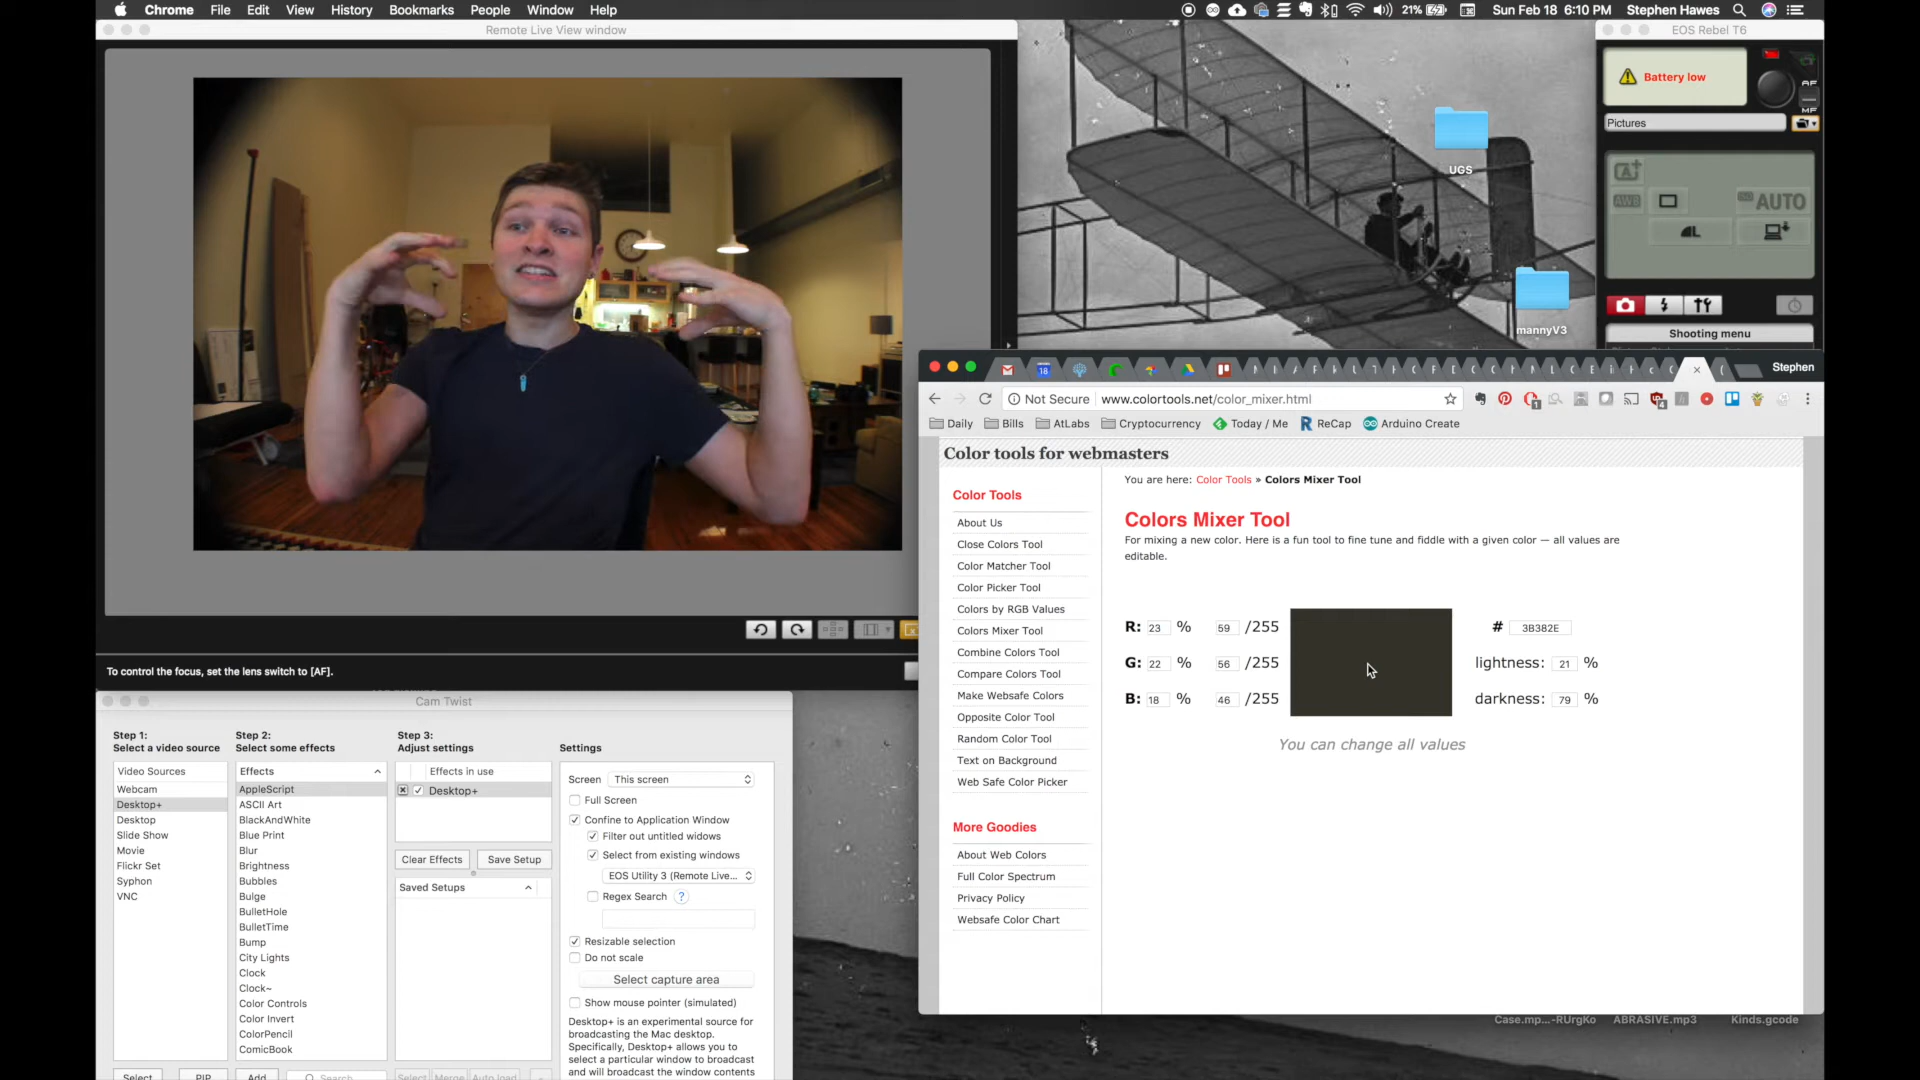 Chrome File Edit View History Bookmarks People Window Help
21% Sun Feb 18 6:10 PM Stephen Hawes
Remote Live View window
To control the focus, set the lens switch to [AF].
UGS
mannyV3
EOS Rebel T6
Battery low
AF
MF
Pictures
A+
AWB
AUTO
L
Shooting menu
Cam Twist
Step 1:
Select a video source
Video Sources
Webcam
Desktop+
Desktop
Slide Show
Movie
Flickr Set
Syphon
VNC
Select
PIP
Step 2:
Select some effects
Effects
AppleScript
ASCII Art
BlackAndWhite
Blue Print
Blur
Brightness
Bubbles
Bulge
BulletHole
BulletTime
Bump
City Lights
Clock
Clock~
Color Controls
Color Invert
ColorPencil
ComicBook
Add
Search
Step 3:
Adjust settings
Effects in use
Desktop+
Clear Effects Save Setup
Saved Setups
Select Merge Auto load
Settings
Screen This screen
Full Screen
Confine to Application Window
Filter out untitled widows
Select from existing windows
EOS Utility 3 (Remote Live...
Regex Search ?
Resizable selection
Do not scale
Select capture area
Show mouse pointer (simulated)
Desktop+ is an experimental source for
broadcasting the Mac desktop.
Specifically, Desktop+ allows you to
select a particular window to broadcast
and will broadcast the window contents
Stephen
Not Secure www.colortools.net/color_mixer.html
Daily Bills AtLabs Cryptocurrency Today / Me ReCap Arduino Create
Color tools for webmasters
Color Tools
About Us
Close Colors Tool
Color Matcher Tool
Color Picker Tool
Colors by RGB Values
Colors Mixer Tool
Combine Colors Tool
Compare Colors Tool
Make Websafe Colors
Opposite Color Tool
Random Color Tool
Text on Background
Web Safe Color Picker
More Goodies
About Web Colors
Full Color Spectrum
Privacy Policy
Websafe Color Chart
You are here: Color Tools » Colors Mixer Tool
Colors Mixer Tool
For mixing a new color. Here is a fun tool to fine tune and fiddle with a given color — all values are
editable.
R: 23 % 59 /255 # 3B382E
G: 22 % 56 /255 lightness: 21 %
B: 18 % 46 /255 darkness: 79 %
You can change all values
Case.mp...-RUrgKo ABRASIVE.mp3 Kinds.gcode